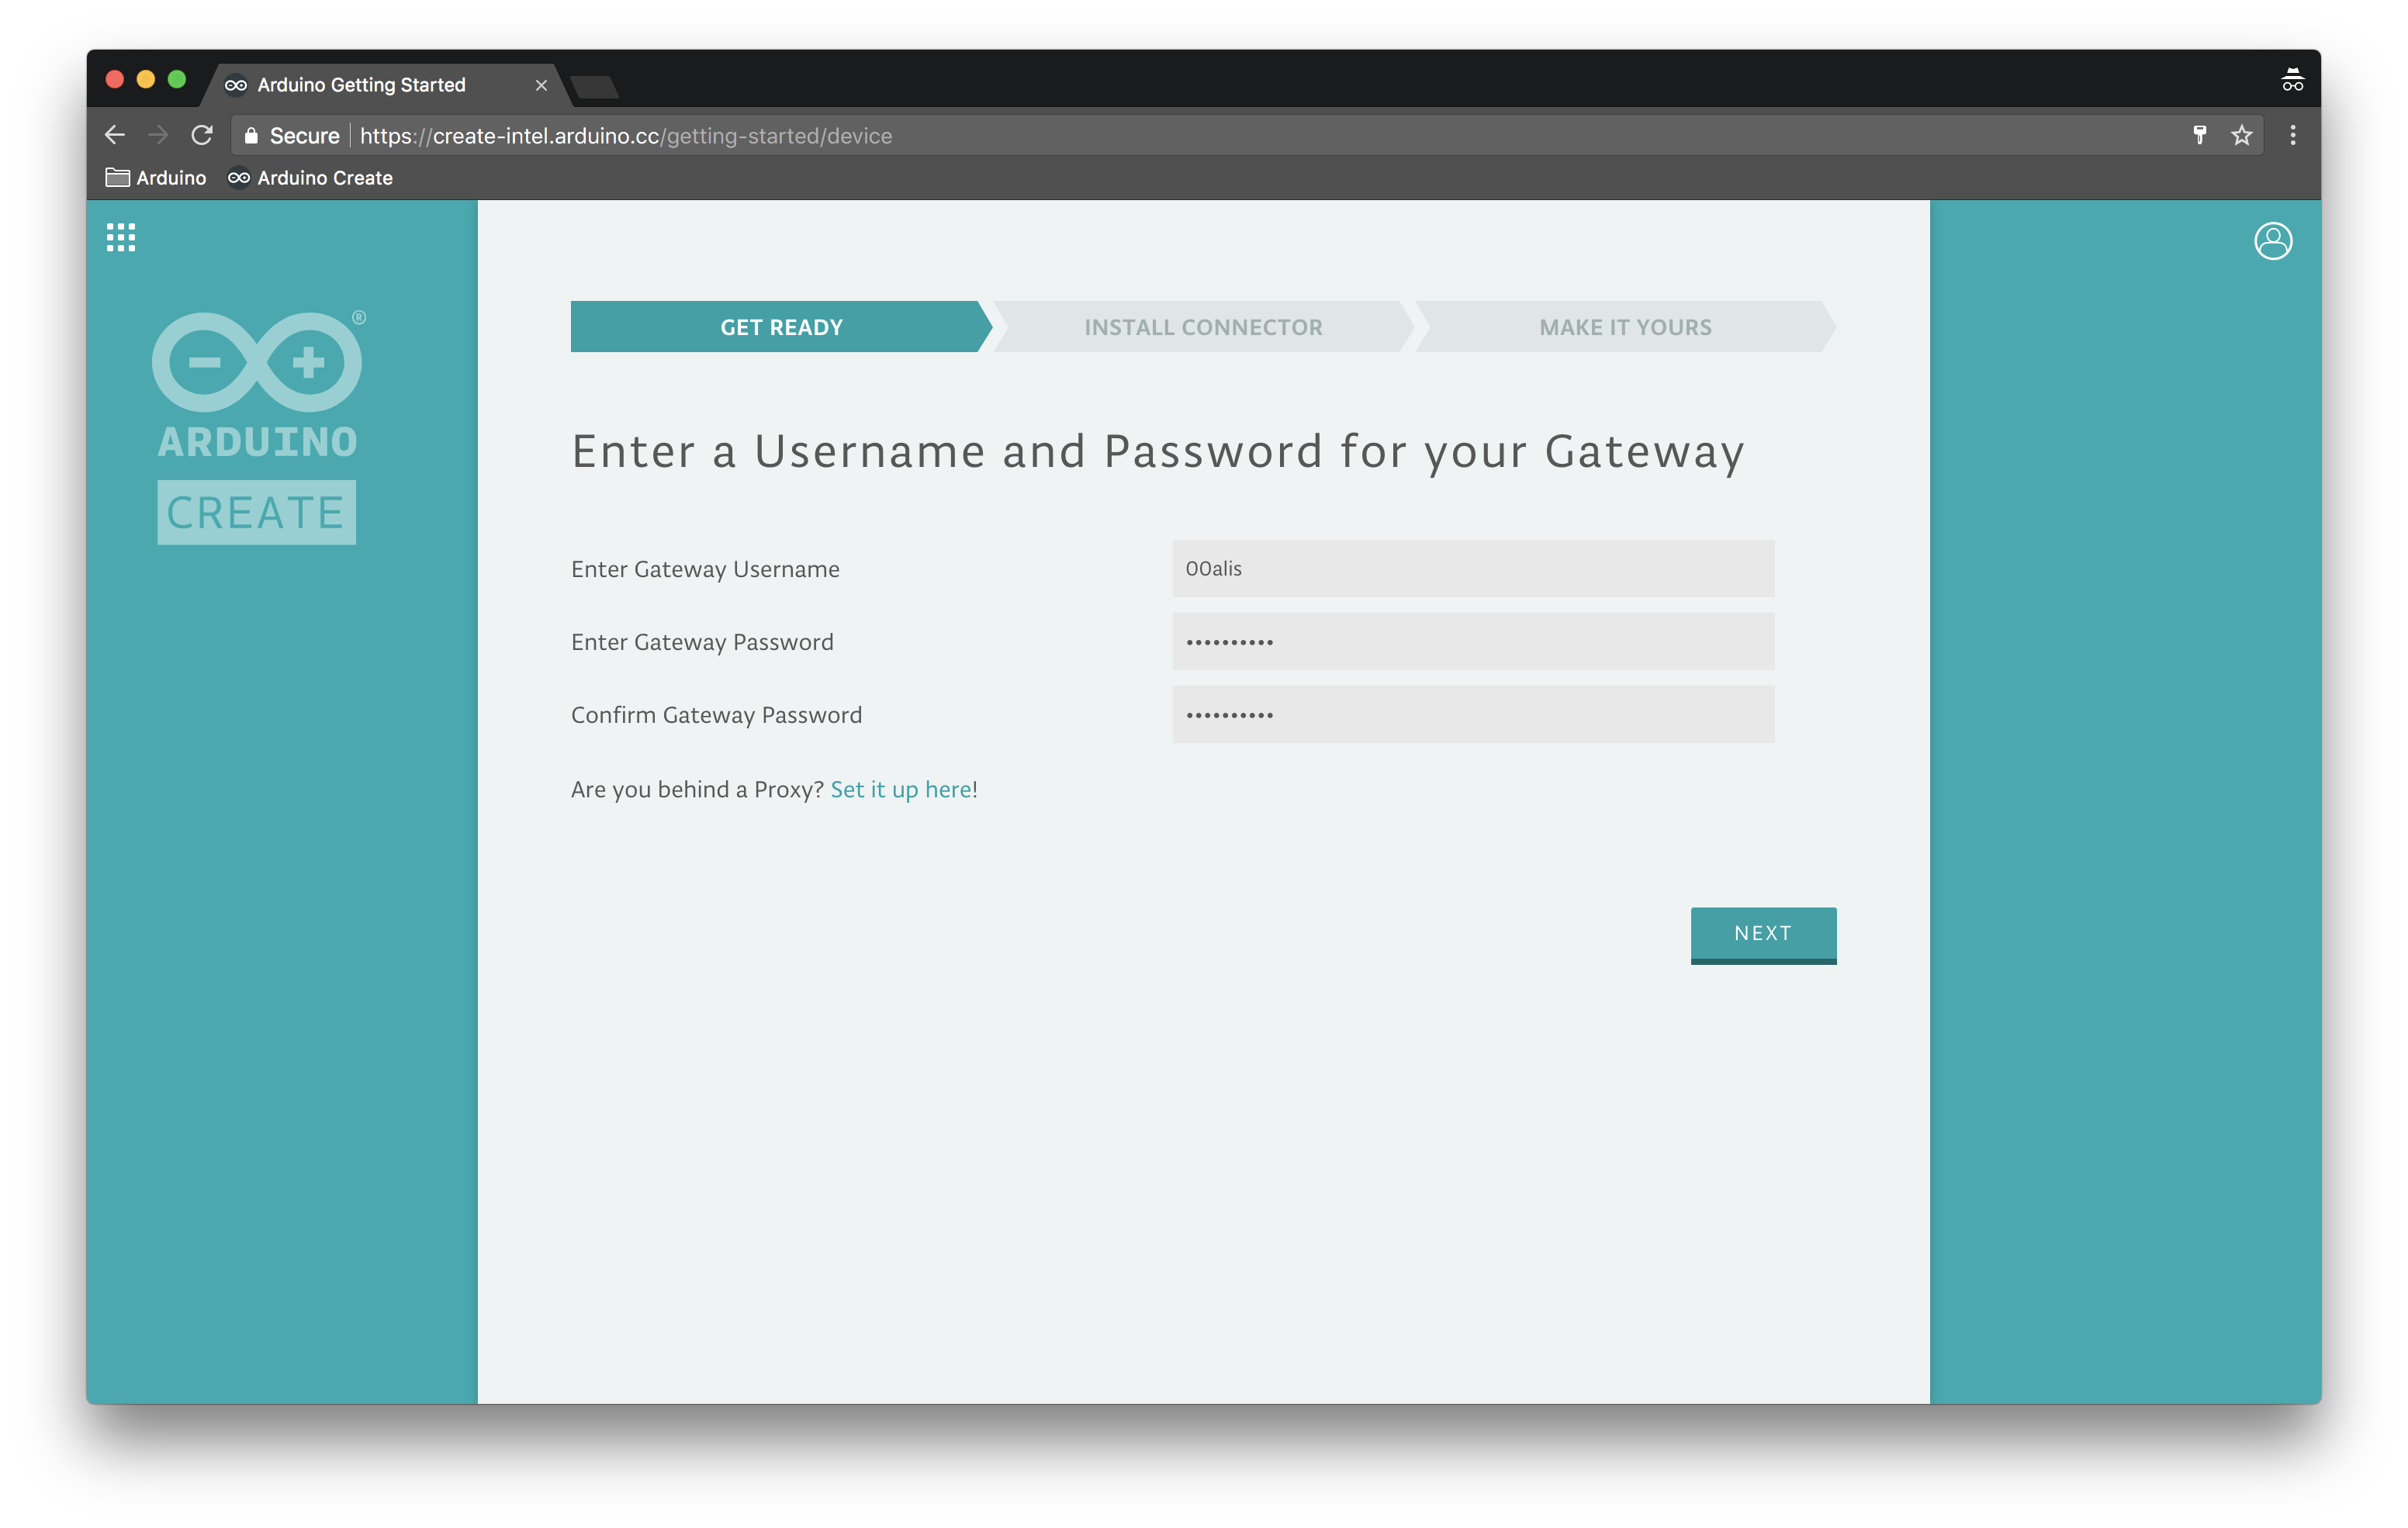 Arduino Getting Started
Secure https://create-intel.arduino.cc/getting-started/device
Arduino Arduino Create
®
ARDUINO
CREATE
GET READY INSTALL CONNECTOR MAKE IT YOURS
Enter a Username and Password for your Gateway
Enter Gateway Username 00alis
Enter Gateway Password ••••••••••
Confirm Gateway Password ••••••••••
Are you behind a Proxy? Set it up here!
NEXT